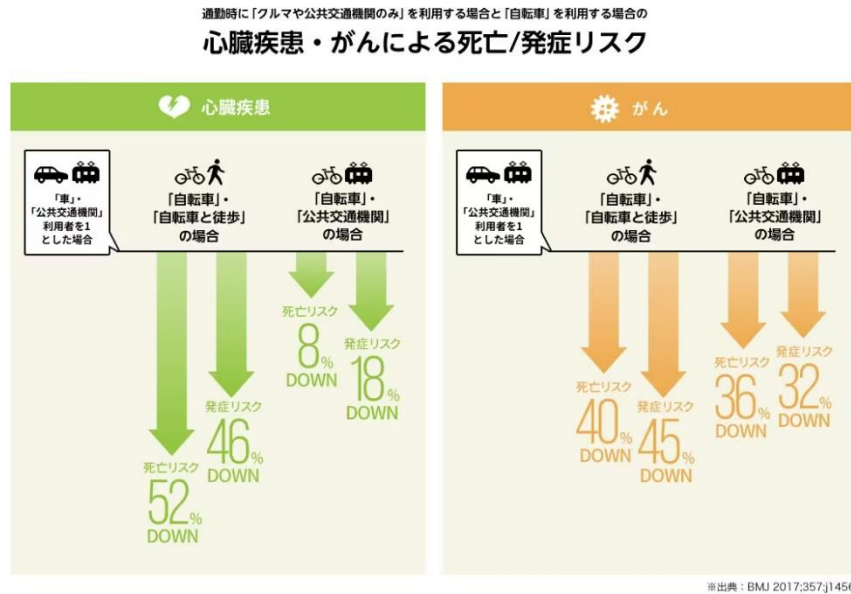 通勤時に「クルマや公共交通機関のみ」を利用する場合と「自転車」を利用する場合の
心臓疾患・がんによる死亡/発症リスク
心臓疾患
「車」・
「公共交通機関」
利用者を1
とした場合
「自転車」・
「自転車と徒歩」
の場合
「自転車」・
「公共交通機関」
の場合
死亡リスク
52%
DOWN
発症リスク
46%
DOWN
死亡リスク
8%
DOWN
発症リスク
18%
DOWN
がん
「車」・
「公共交通機関」
利用者を1
とした場合
「自転車」・
「自転車と徒歩」
の場合
「自転車」・
「公共交通機関」
の場合
死亡リスク
40%
DOWN
発症リスク
45%
DOWN
死亡リスク
36%
DOWN
発症リスク
32%
DOWN
※出典：BMJ 2017;357:j1456